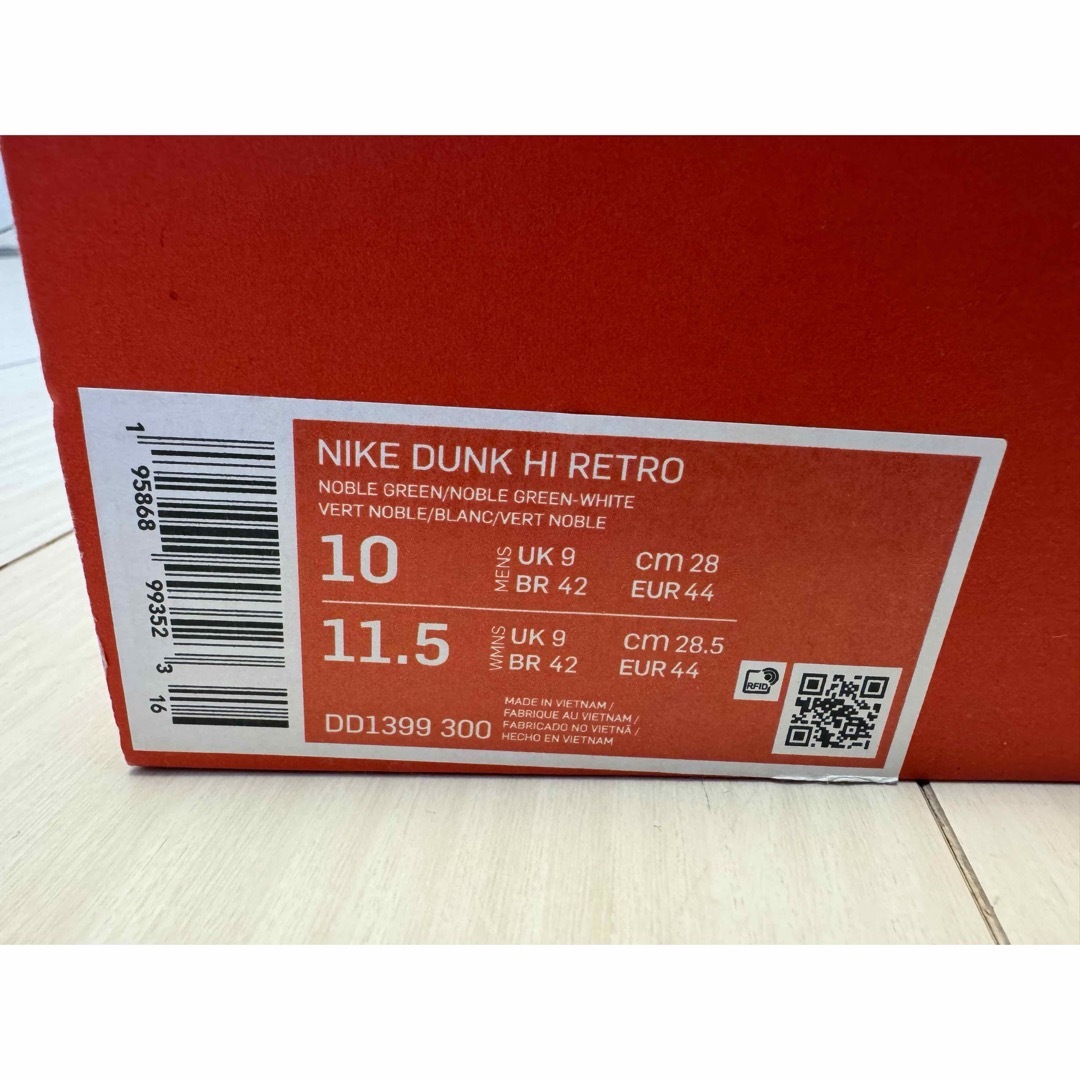 NIKE DUNK HI RETRO
NOBLE GREEN/NOBLE GREEN-WHITE
VERT NOBLE/BLANC/VERT NOBLE
10 MENS UK 9 cm 28
BR 42 EUR 44
11.5 WMNS UK 9 cm 28.5
BR 42 EUR 44
DD1399 300
MADE IN VIETNAM /
FABRIQUE AU VIETNAM /
FABRICADO NO VIETNÃ /
HECHO EN VIETNAM
RFID
1 95868 99352 3 16